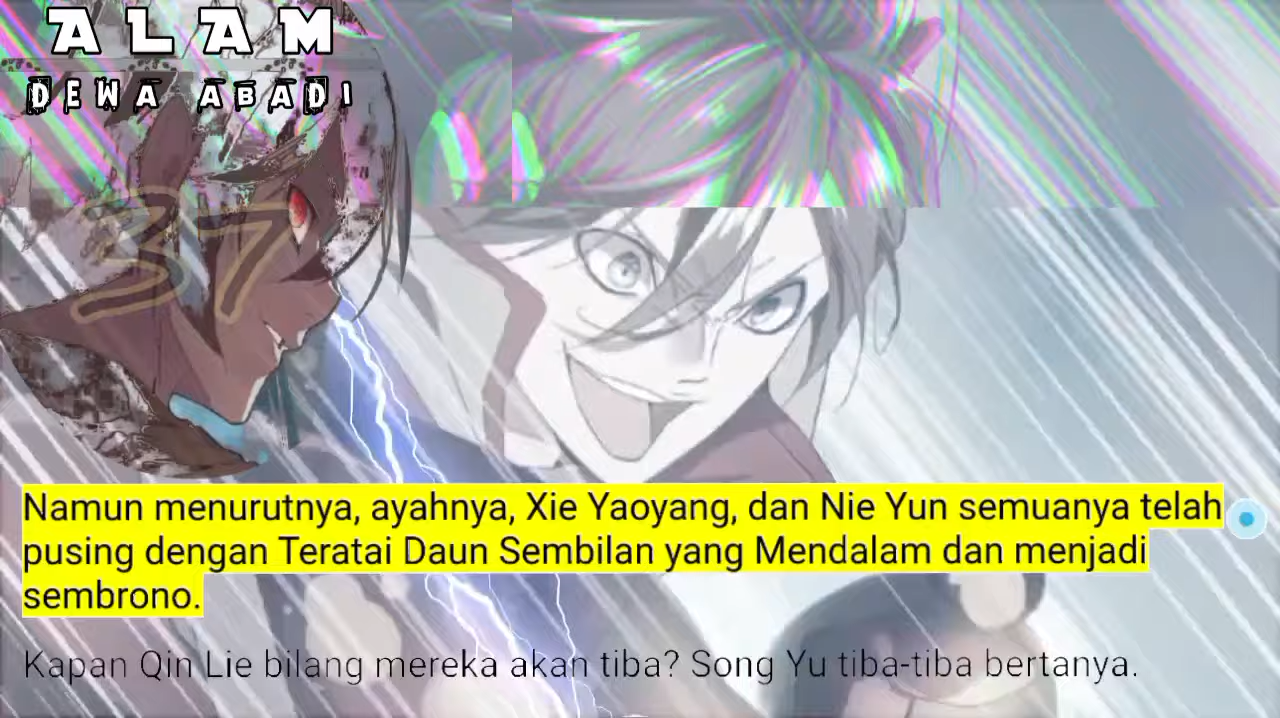 ALAM
DEWA ABADI
37
Namun menurutnya, ayahnya, Xie Yaoyang, dan Nie Yun semuanya telah
pusing dengan Teratai Daun Sembilan yang Mendalam dan menjadi
sembrono.
Kapan Qin Lie bilang mereka akan tiba? Song Yu tiba-tiba bertanya.